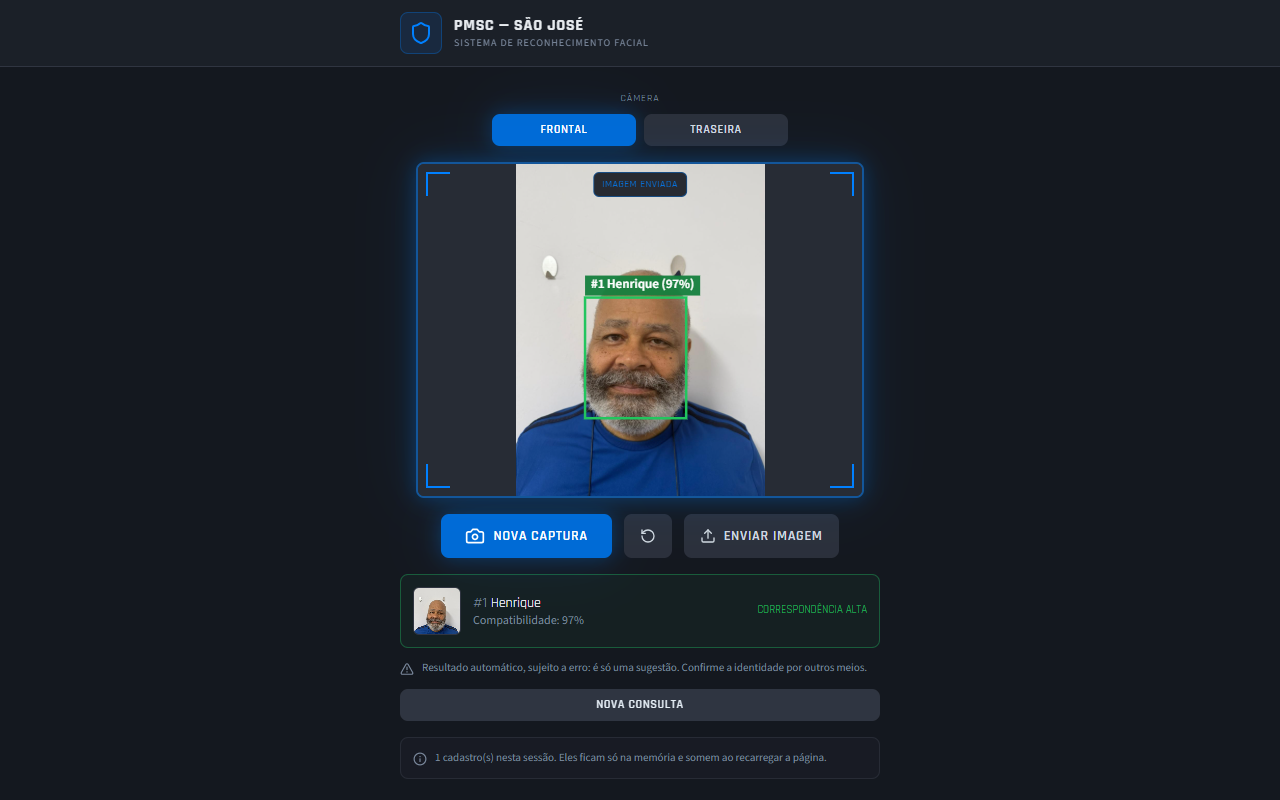 PMSC — SÃO JOSÉ
SISTEMA DE RECONHECIMENTO FACIAL
CÂMERA
FRONTAL
TRASEIRA
IMAGEM ENVIADA
#1 Henrique (97%)
NOVA CAPTURA
ENVIAR IMAGEM
#1 Henrique
Compatibilidade: 97%
CORRESPONDÊNCIA ALTA
Resultado automático, sujeito a erro: é só uma sugestão. Confirme a identidade por outros meios.
NOVA CONSULTA
1 cadastro(s) nesta sessão. Eles ficam só na memória e somem ao recarregar a página.